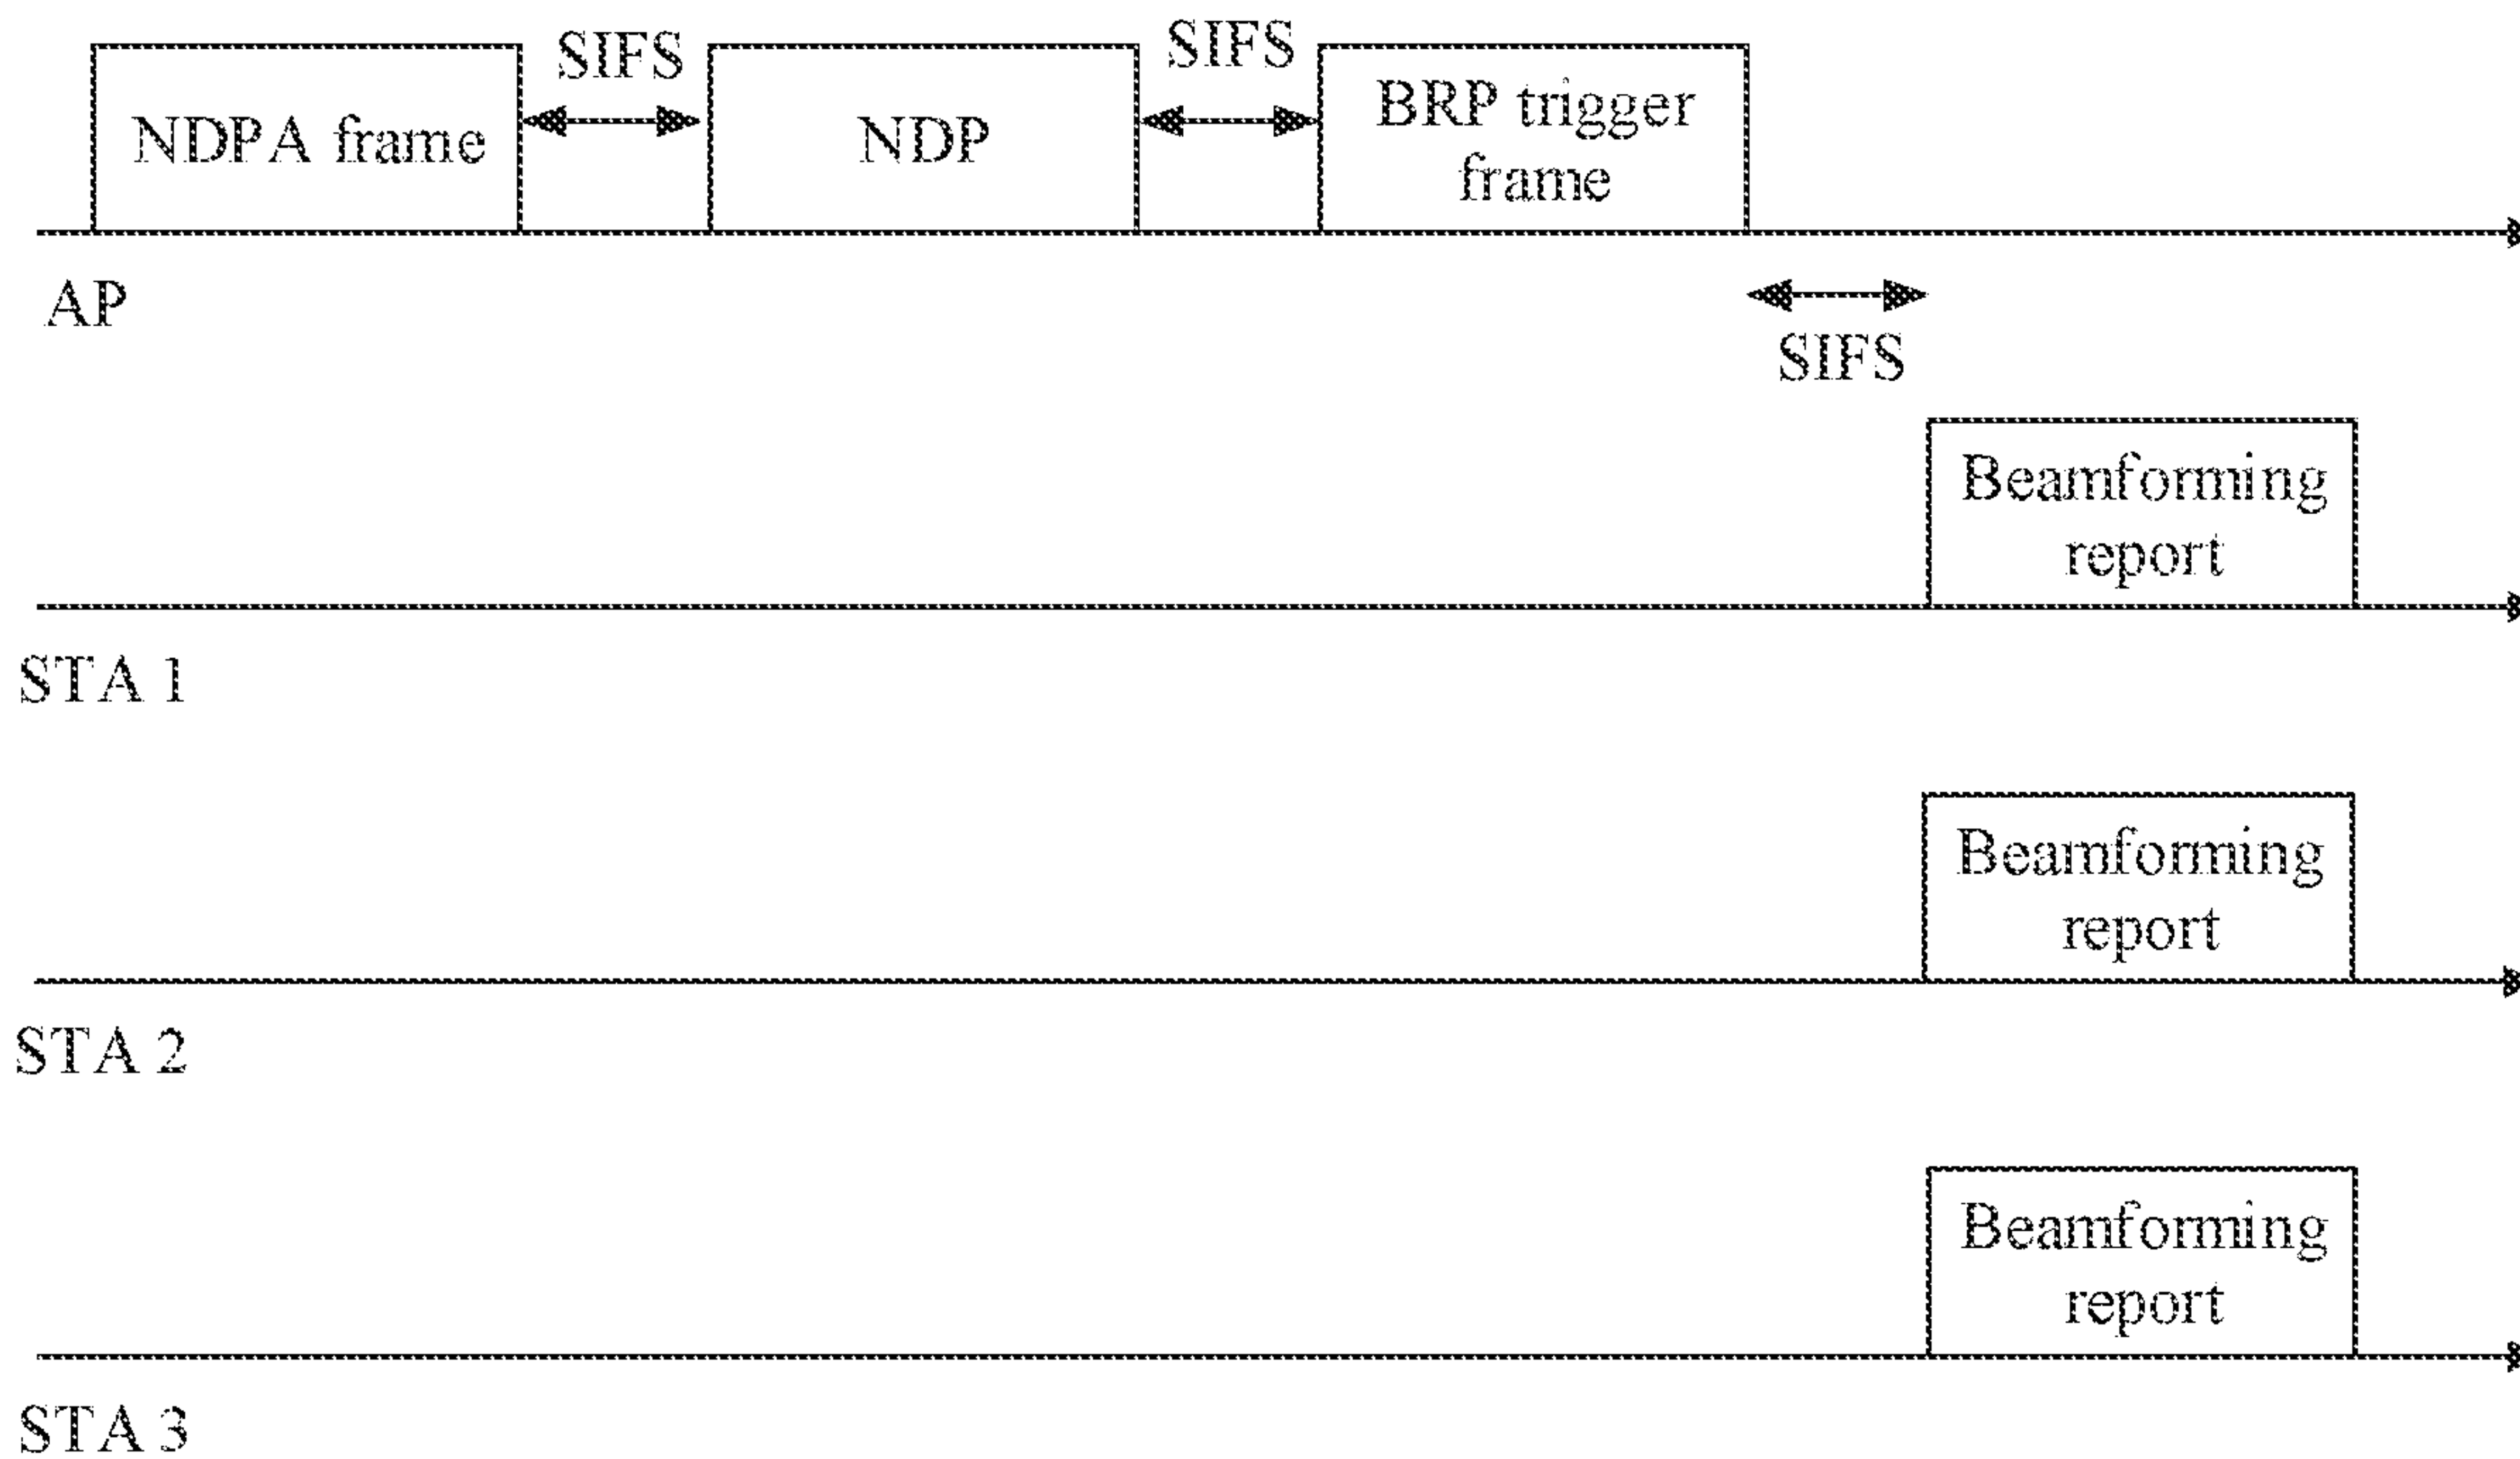 SIFS
SIFS
NDPA frame
NDP
BRP trigger
frame
AP
SIFS
Beamforming
report
STA 1
Beamforming
report
STA 2
Beamforming
report
STA 3